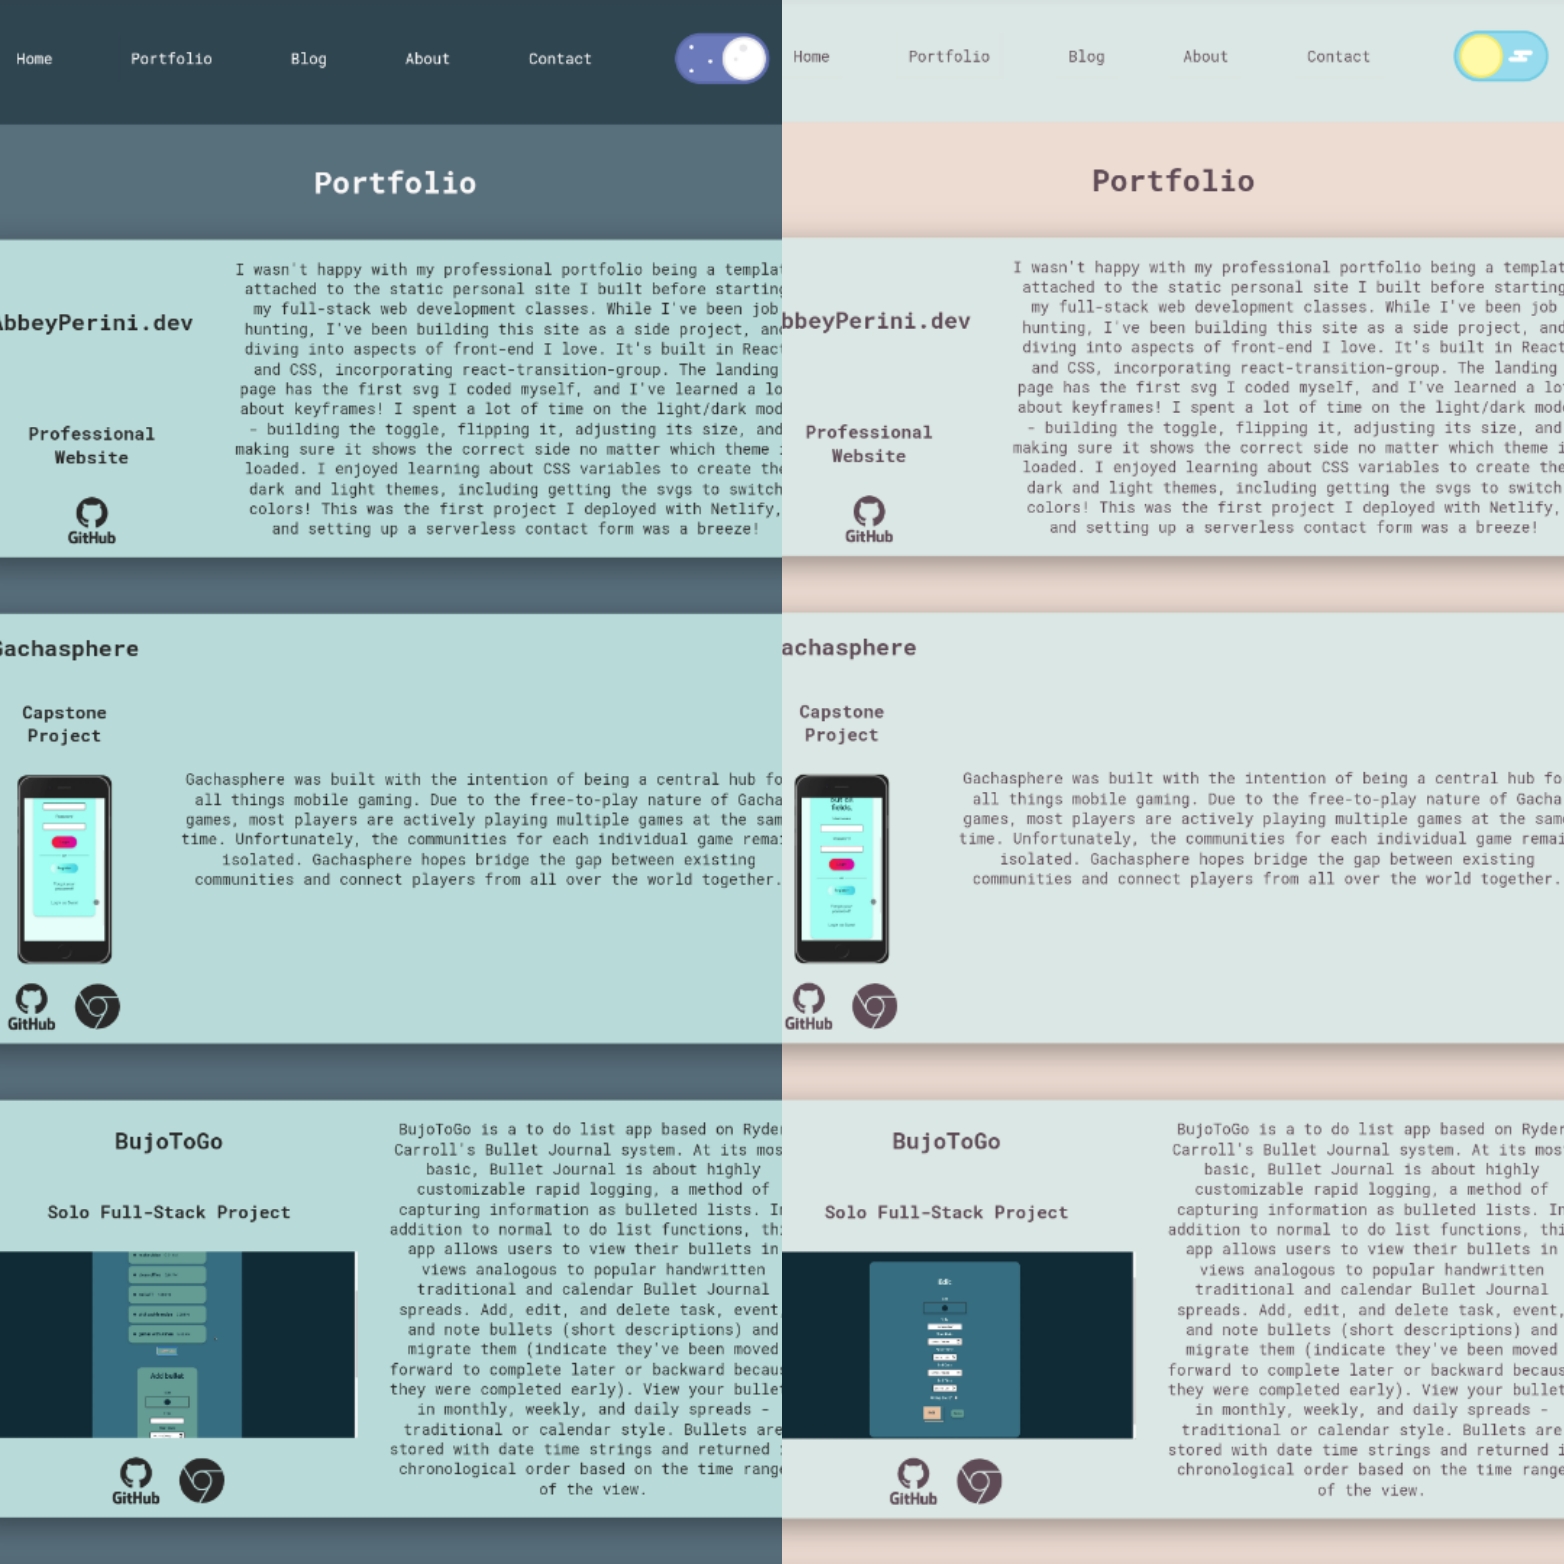 Home Portfolio Blog About Contact
Portfolio
AbbeyPerini.dev
Professional
Website
GitHub
I wasn't happy with my professional portfolio being a templat
attached to the static personal site I built before starting
my full-stack web development classes. While I've been job
hunting, I've been building this site as a side project, and
diving into aspects of front-end I love. It's built in React
and CSS, incorporating react-transition-group. The landing
page has the first svg I coded myself, and I've learned a lo
about keyframes! I spent a lot of time on the light/dark mod
- building the toggle, flipping it, adjusting its size, and
making sure it shows the correct side no matter which theme i
loaded. I enjoyed learning about CSS variables to create the
dark and light themes, including getting the svgs to switch
colors! This was the first project I deployed with Netlify,
and setting up a serverless contact form was a breeze!
Gachasphere
Capstone
Project
GitHub
Gachasphere was built with the intention of being a central hub fo
all things mobile gaming. Due to the free-to-play nature of Gacha
games, most players are actively playing multiple games at the sam
time. Unfortunately, the communities for each individual game remai
isolated. Gachasphere hopes bridge the gap between existing
communities and connect players from all over the world together.
BujoToGo
Solo Full-Stack Project
Add bullet
GitHub
BujoToGo is a to do list app based on Ryder
Carroll's Bullet Journal system. At its mos
basic, Bullet Journal is about highly
customizable rapid logging, a method of
capturing information as bulleted lists. In
addition to normal to do list functions, thi
app allows users to view their bullets in
views analogous to popular handwritten
traditional and calendar Bullet Journal
spreads. Add, edit, and delete task, event,
and note bullets (short descriptions) and
migrate them (indicate they've been moved
forward to complete later or backward becaus
they were completed early). View your bullet
in monthly, weekly, and daily spreads -
traditional or calendar style. Bullets are
stored with date time strings and returned i
chronological order based on the time range
of the view.
Home Portfolio Blog About Contact
Portfolio
bbeyPerini.dev
Professional
Website
GitHub
I wasn't happy with my professional portfolio being a templat
attached to the static personal site I built before starting
my full-stack web development classes. While I've been job
hunting, I've been building this site as a side project, and
diving into aspects of front-end I love. It's built in React
and CSS, incorporating react-transition-group. The landing
page has the first svg I coded myself, and I've learned a lot
about keyframes! I spent a lot of time on the light/dark mode
- building the toggle, flipping it, adjusting its size, and
making sure it shows the correct side no matter which theme i
loaded. I enjoyed learning about CSS variables to create the
dark and light themes, including getting the svgs to switch
colors! This was the first project I deployed with Netlify,
and setting up a serverless contact form was a breeze!
achasphere
Capstone
Project
GitHub
Gachasphere was built with the intention of being a central hub fo
all things mobile gaming. Due to the free-to-play nature of Gacha
games, most players are actively playing multiple games at the same
time. Unfortunately, the communities for each individual game remai
isolated. Gachasphere hopes bridge the gap between existing
communities and connect players from all over the world together.
BujoToGo
Solo Full-Stack Project
Edit
GitHub
BujoToGo is a to do list app based on Ryder
Carroll's Bullet Journal system. At its mos
basic, Bullet Journal is about highly
customizable rapid logging, a method of
capturing information as bulleted lists. In
addition to normal to do list functions, thi
app allows users to view their bullets in
views analogous to popular handwritten
traditional and calendar Bullet Journal
spreads. Add, edit, and delete task, event,
and note bullets (short descriptions) and
migrate them (indicate they've been moved
forward to complete later or backward becaus
they were completed early). View your bullet
in monthly, weekly, and daily spreads -
traditional or calendar style. Bullets are
stored with date time strings and returned i
chronological order based on the time range
of the view.